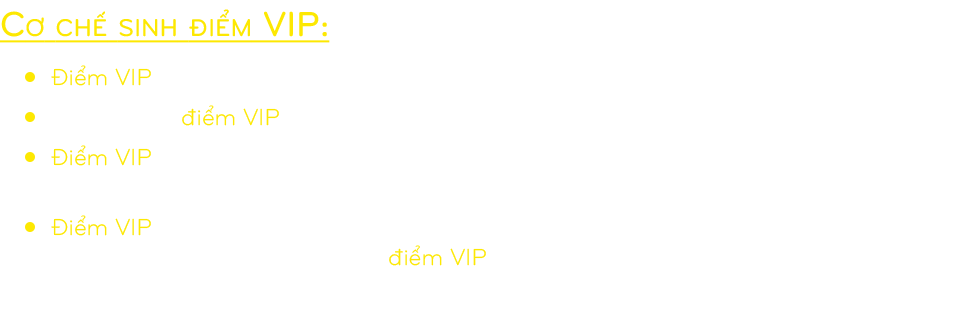 CƠ CHẾ SINH ĐIỂM VIP:
• Điểm VIP
• điểm VIP
• Điểm VIP
• Điểm VIP
điểm VIP